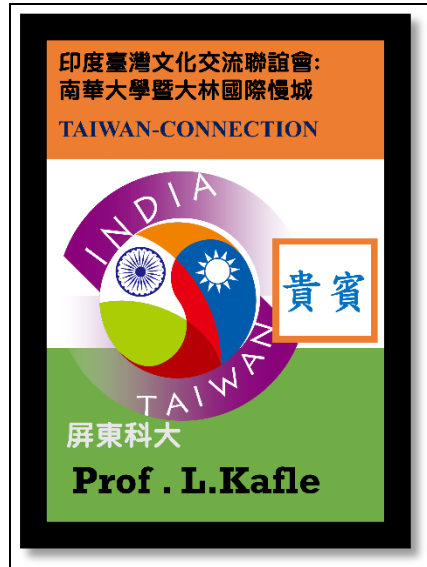 印度臺灣文化交流聯誼會:
南華大學暨大林國際慢城
TAIWAN-CONNECTION
INDIA
貴賓
TAIWAN
屏東科大
Prof . L.Kafle